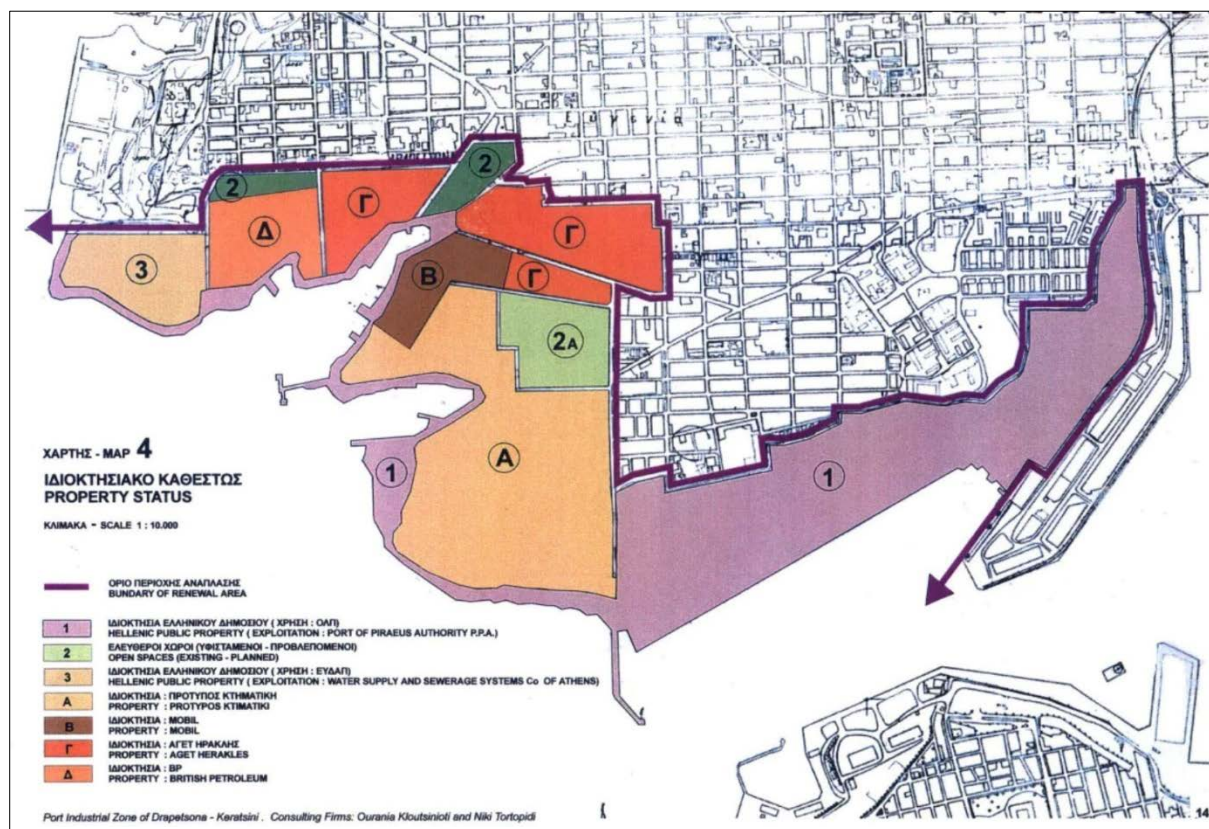 2
2
Γ
Γ
Δ
3
Β
Γ
2Α
1
Α
1
ΧΑΡΤΗΣ - MAP 4
ΙΔΙΟΚΤΗΣΙΑΚΟ ΚΑΘΕΣΤΩΣ
PROPERTY STATUS
ΚΛΙΜΑΚΑ - SCALE 1 : 10.000
ΟΡΙΟ ΠΕΡΙΟΧΗΣ ΑΝΑΠΛΑΣΗΣ
BUNDARY OF RENEWAL AREA
1 ΙΔΙΟΚΤΗΣΙΑ ΕΛΛΗΝΙΚΟΥ ΔΗΜΟΣΙΟΥ ( ΧΡΗΣΗ : ΟΛΠ)
HELLENIC PUBLIC PROPERTY ( EXPLOITATION : PORT OF PIRAEUS AUTHORITY P.P.A.)
2 ΕΛΕΥΘΕΡΟΙ ΧΩΡΟΙ (ΥΦΙΣΤΑΜΕΝΟΙ - ΠΡΟΒΛΕΠΟΜΕΝΟΙ)
OPEN SPACES (EXISTING - PLANNED)
3 ΙΔΙΟΚΤΗΣΙΑ ΕΛΛΗΝΙΚΟΥ ΔΗΜΟΣΙΟΥ ( ΧΡΗΣΗ : ΕΥΔΑΠ)
HELLENIC PUBLIC PROPERTY ( EXPLOITATION : WATER SUPPLY AND SEWERAGE SYSTEMS Co OF ATHENS)
Α ΙΔΙΟΚΤΗΣΙΑ : ΠΡΟΤΥΠΟΣ ΚΤΗΜΑΤΙΚΗ
PROPERTY : PROTYPOS KTIMATIKI
Β ΙΔΙΟΚΤΗΣΙΑ : MOBIL
PROPERTY : MOBIL
Γ ΙΔΙΟΚΤΗΣΙΑ : ΑΓΕΤ ΗΡΑΚΛΗΣ
PROPERTY : AGET HERAKLES
Δ ΙΔΙΟΚΤΗΣΙΑ : BP
PROPERTY : BRITISH PETROLEUM
Port Industrial Zone of Drapetsona - Keratsini . Consulting Firms: Ourania Kloutsinioti and Niki Tortopidi
14